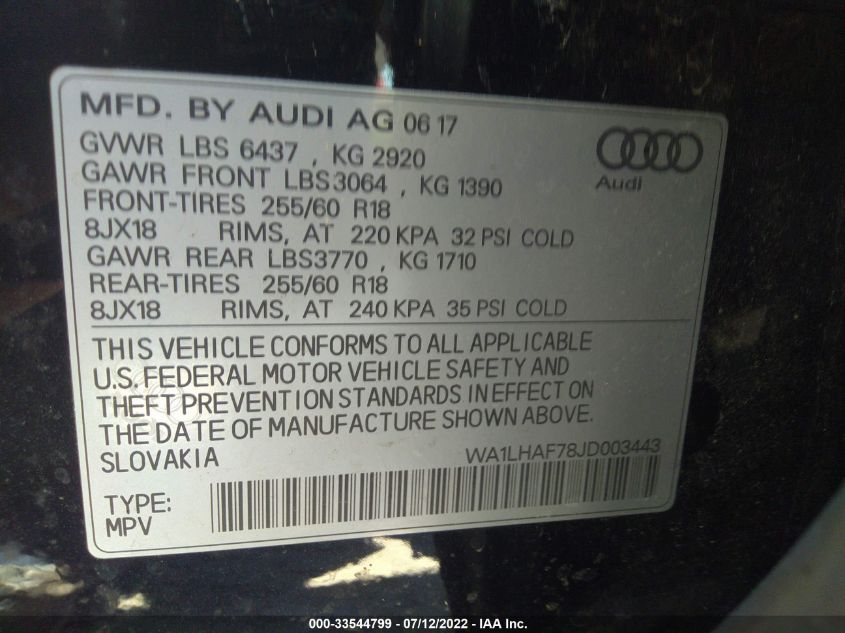 MFD. BY AUDI AG 06 17
GVWR LBS 6437 , KG 2920
GAWR FRONT LBS3064 , KG 1390
FRONT-TIRES 255/60 R18
8JX18 RIMS, AT 220 KPA 32 PSI COLD
GAWR REAR LBS3770 , KG 1710
REAR-TIRES 255/60 R18
8JX18 RIMS, AT 240 KPA 35 PSI COLD
Audi
THIS VEHICLE CONFORMS TO ALL APPLICABLE
U.S. FEDERAL MOTOR VEHICLE SAFETY AND
THEFT PREVENTION STANDARDS IN EFFECT ON
THE DATE OF MANUFACTURE SHOWN ABOVE.
SLOVAKIA WA1LHAF78JD003443
TYPE:
MPV
000-33544799 - 07/12/2022 - IAA Inc.